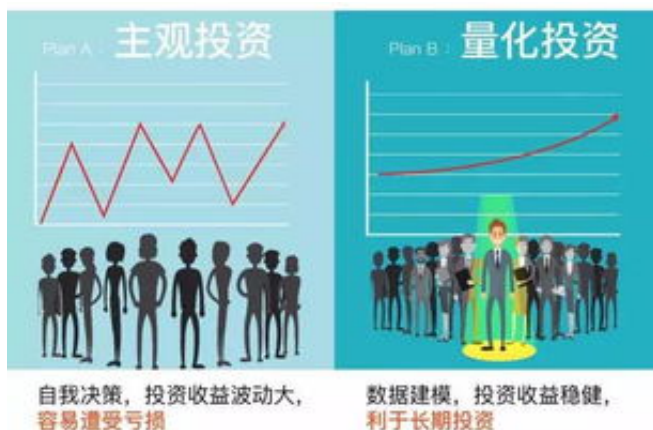 Plan A : 主观投资
Plan B : 量化投资
自我决策，投资收益波动大，
容易遭受亏损
数据建模，投资收益稳健，
利于长期投资